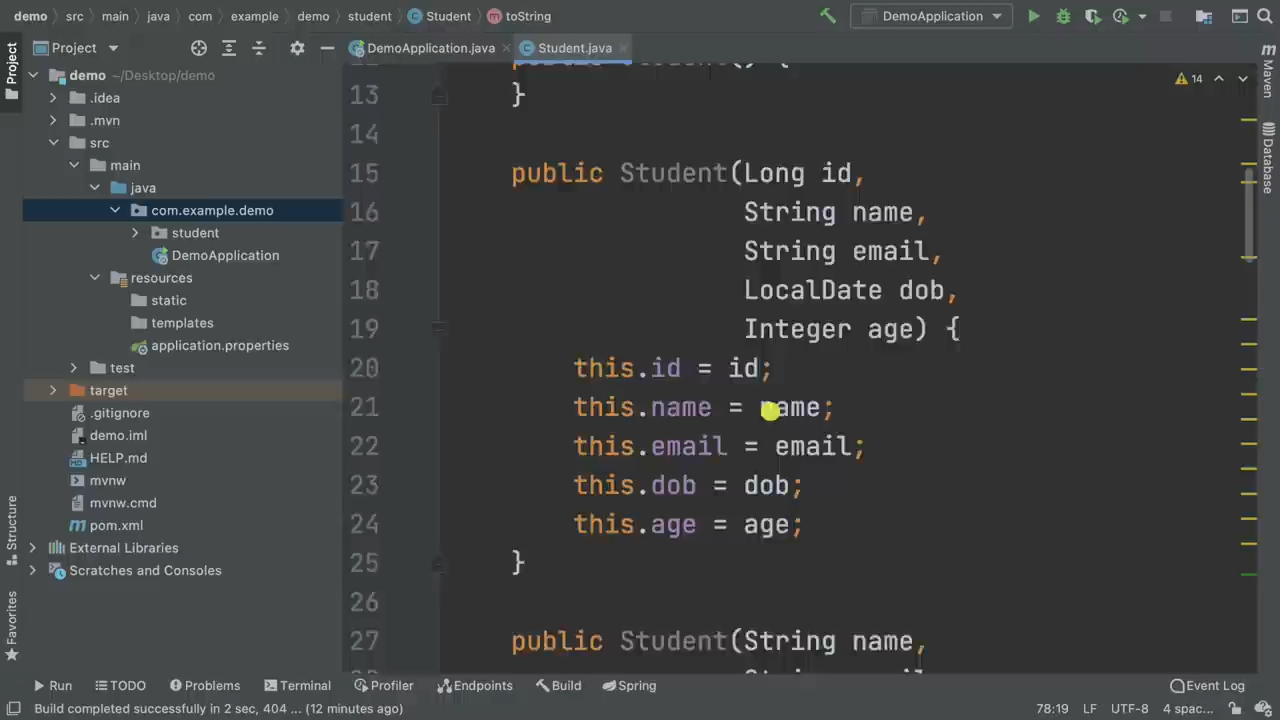 demo src main java com example demo student Student toString DemoApplication
Project DemoApplication.java Student.java
Project
Maven
Database
Structure
Favorites
demo ~/Desktop/demo
.idea
.mvn
src
main
java
com.example.demo
student
DemoApplication
resources
static
templates
application.properties
test
target
.gitignore
demo.iml
HELP.md
mvnw
mvnw.cmd
pom.xml
External Libraries
Scratches and Consoles
14
13 }
14
15 public Student(Long id,
16 String name,
17 String email,
18 LocalDate dob,
19 Integer age) {
20 this.id = id;
21 this.name = name;
22 this.email = email;
23 this.dob = dob;
24 this.age = age;
25 }
26
27 public Student(String name,
Run TODO Problems Terminal Profiler Endpoints Build Spring Event Log
Build completed successfully in 2 sec, 404 ... (12 minutes ago) 78:19 LF UTF-8 4 spac...